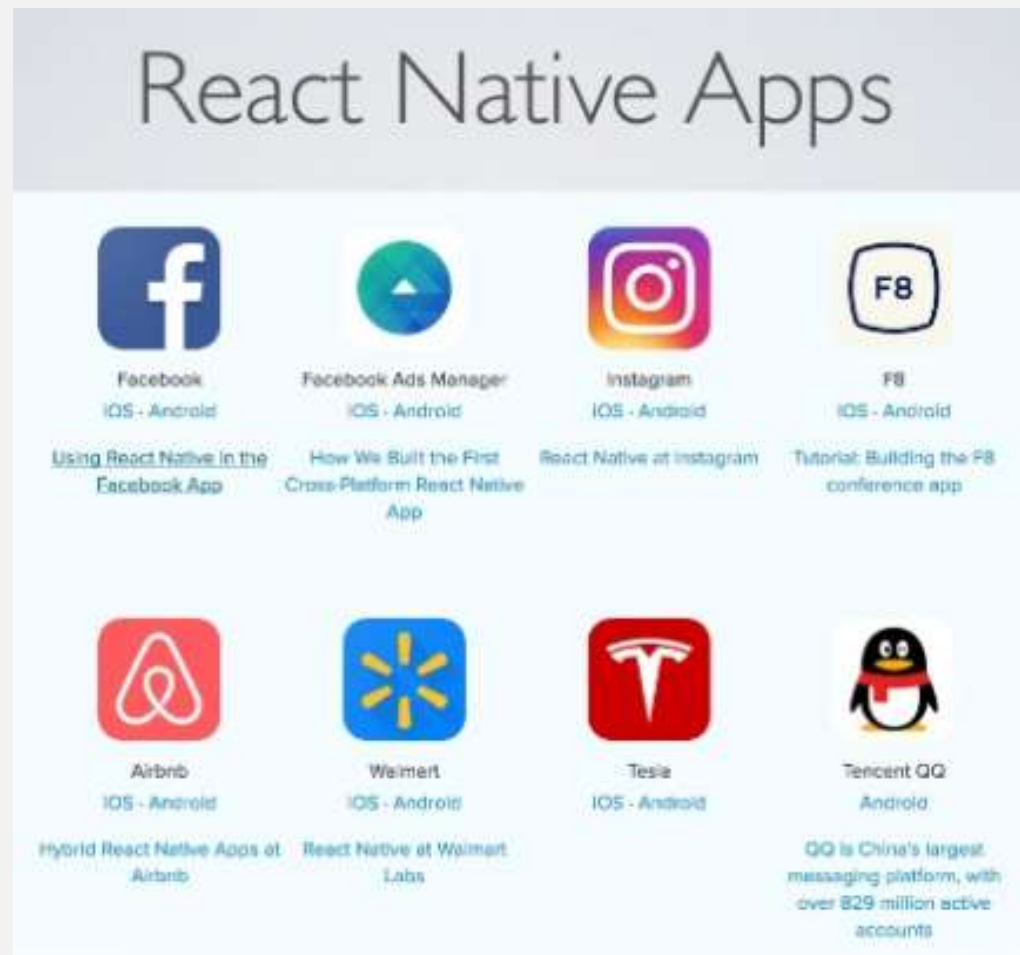 React Native Apps
F8
Facebook
iOS - Android
Using React Native in the
Facebook App
Facebook Ads Manager
iOS - Android
How We Built the First
Cross-Platform React Native
App
Instagram
iOS - Android
React Native at Instagram
F8
iOS - Android
Tutorial: Building the F8
conference app
Airbnb
iOS - Android
Hybrid React Native Apps at
Airbnb
Walmart
iOS - Android
React Native at Walmart
Labs
Tesla
iOS - Android
Tencent QQ
Android
QQ is China's largest
messaging platform, with
over 829 million active
accounts